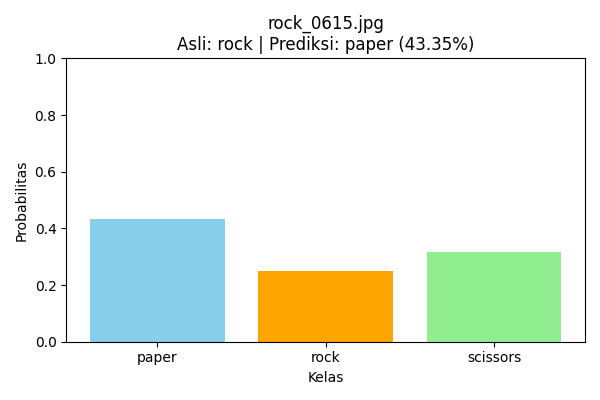 rock_0615.jpg
Asli: rock | Prediksi: paper (43.35%)
1.0
0.8
0.6
0.4
0.2
0.0
Probabilitas
paper rock scissors
Kelas